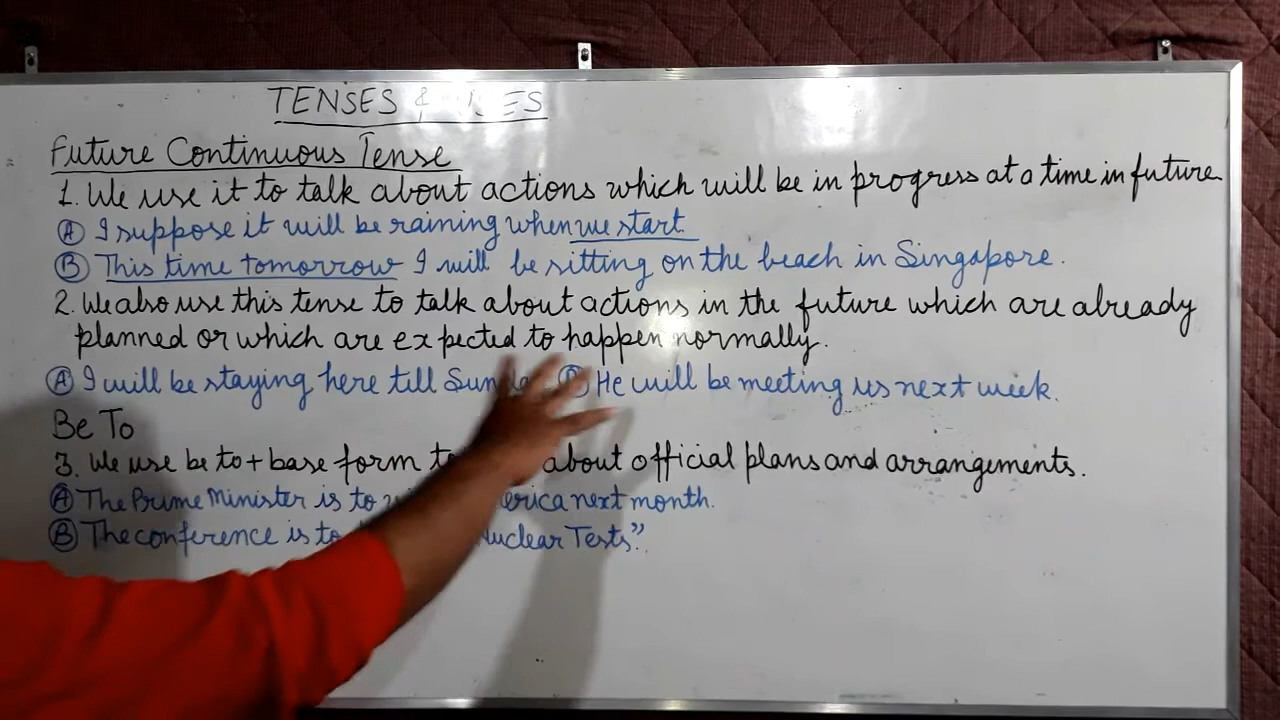 TENSES &
Future Continuous Tense
1. We use it to talk about actions which will be in progress at a time in future
Ⓐ I suppose it will be raining when we start.
Ⓑ This time tomorrow I will be sitting on the beach in Singapore.
2. We also use this tense to talk about actions in the future which are already
planned or which are expected to happen normally.
Ⓐ I will be staying here till He will be meeting us next week.
Be To
3. We use be to + base form about official plans and arrangements.
Ⓐ The Prime Minister is to next month.
Ⓑ The conference is to Nuclear Tests".